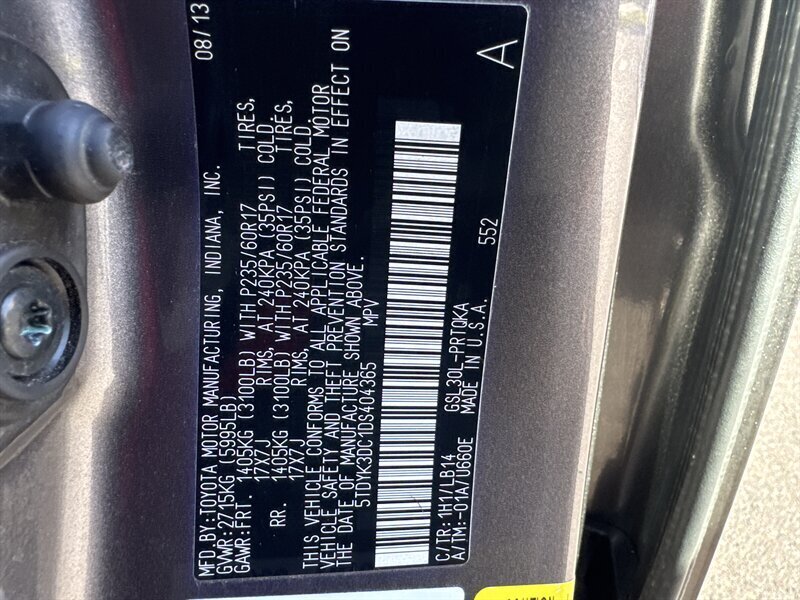 MFD.BY:TOYOTA MOTOR MANUFACTURING, INDIANA, INC. 08/13
GVWR:2715KG (5995LB)
GAWR:FRT. 1405KG (3100LB) WITH P235/60R17 TIRES,
17X7J RIMS, AT 240KPA (35PSI) COLD.
RR. 1405KG (3100LB) WITH P235/60R17 TIRES,
17X7J RIMS, AT 240KPA (35PSI) COLD.
THIS VEHICLE CONFORMS TO ALL APPLICABLE FEDERAL MOTOR
VEHICLE SAFETY AND THEFT PREVENTION STANDARDS IN EFFECT ON
THE DATE OF MANUFACTURE SHOWN ABOVE.
5TDYK3DC1DS404365 MPV
C/TR:1H1/LB14 GSL30L-PRTQKA 552
A/TM:-01A/U660E MADE IN U.S.A. A